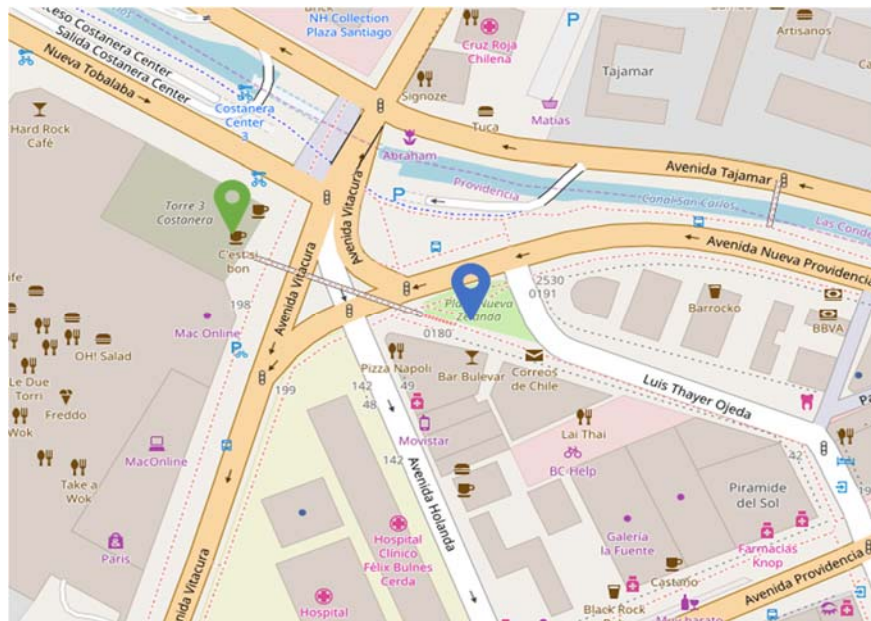 NH Collection
Plaza Santiago
Acceso Costanera Center
Salida Costanera Center
Nueva Tobalaba
Cruz Roja
Chilena
P
Artisanos
Tajamar
Signoze
Tuca
Matias
Hard Rock
Café
Costanera
Center
3
Abraham
Avenida Tajamar
Providencia
Canal San Carlos
Las Conde
P
Torre 3
Costanera
C'est si
bon
Avenida Vitacura
Avenida Nueva Providencia
2530
0191
198
Avenida Vitacura
Mac Online
0180
Barrocko
BBVA
OH! Salad
P
Pizza Napoli
Bar Bulevar
Correos
de Chile
Luis Thayer Ojeda
Le Due
Torri
Freddo
Wok
199
142
48
49
Movistar
Lai Thai
BC-Help
42
MacOnline
Take a
Wok
142
Avenida Holanda
Piramide
del Sol
Paris
Hospital
Clínico
Félix Bulnes
Cerda
Galería
la Fuente
Farmacias
Knop
Castaño
Avenida Vitacura
Hospital
Black Rock
Avenida Providencia